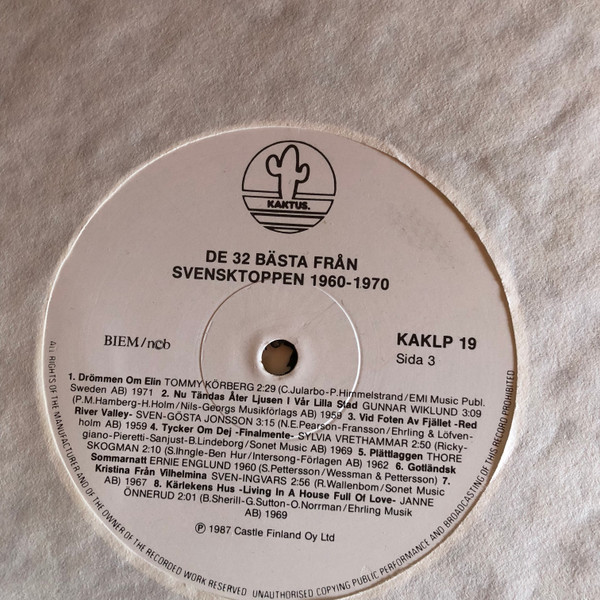 KAKTUS.
DE 32 BÄSTA FRÅN
SVENSKTOPPEN 1960-1970
BIEM/ncb
KAKLP 19
Sida 3
1. Drömmen Om Elin TOMMY KÖRBERG 2:29 (C.Jularbo-P.Himmelstrand/EMI Music Publ.
Sweden AB) 1971 2. Nu Tändas Åter Ljusen I Vår Lilla Stad GUNNAR WIKLUND 3:09
(P.M.Hamberg-H.Holm/Nils-Georgs Musikförlags AB) 1959 3. Vid Foten Av Fjället -Red
River Valley- SVEN-GÖSTA JONSSON 3:15 (N.E.Pearson-Fransson/Ehrling & Löfven-
holm AB) 1959 4. Tycker Om Dej -Finalmente- SYLVIA VRETHAMMAR 2:50 (Ricky-
giano-Pieretti-Sanjust-B.Lindeborg/Sonet Music AB) 1969 5. Plättlaggen THORE
SKOGMAN 2:10 (S.Ihngle-Ben Hur/Intersong-Förlagen AB) 1962 6. Gotländsk
Sommarnatt ERNIE ENGLUND 1960 (S.Pettersson/Wessman & Pettersson) 7.
Kristina Från Vilhelmina SVEN-INGVARS 2:56 (R.Wallenbom/Sonet Music
AB) 1967 8. Kärlekens Hus -Living In A House Full Of Love- JANNE
ÖNNERUD 2:01 (B.Sherill-G.Sutton-O.Norrman/Ehrling Musik
AB) 1969
℗ 1987 Castle Finland Oy Ltd
ALL RIGHTS OF THE MANUFACTURER AND OF THE OWNER OF THE RECORDED WORK RESERVED UNAUTHORISED COPYING PUBLIC PERFORMANCE AND BROADCASTING OF THIS RECORD PROHIBITED